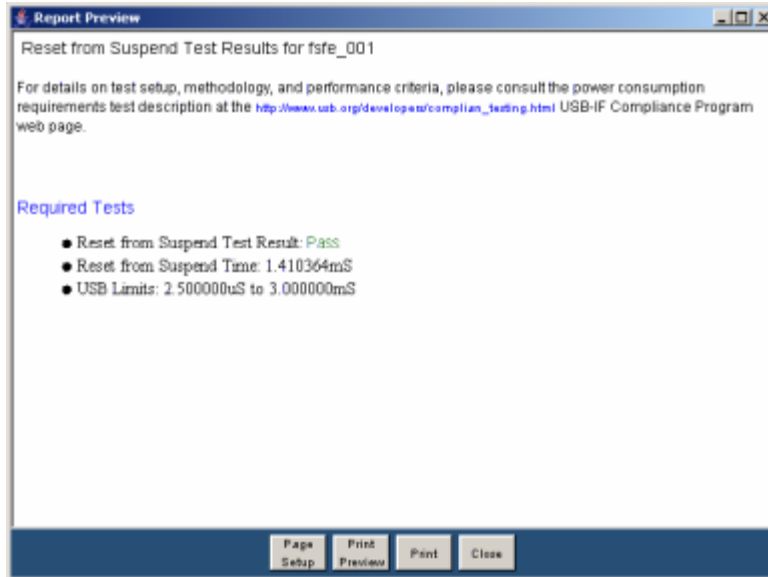 Report Preview
Reset from Suspend Test Results for fsfe_001
For details on test setup, methodology, and performance criteria, please consult the power consumption
requirements test description at the http://www.usb.org/developers/complian_testing.html USB-IF Compliance Program
web page.
Required Tests
● Reset from Suspend Test Result: Pass
● Reset from Suspend Time: 1.410364mS
● USB Limits: 2.500000uS to 3.000000mS
Page Setup
Print Preview
Print
Close